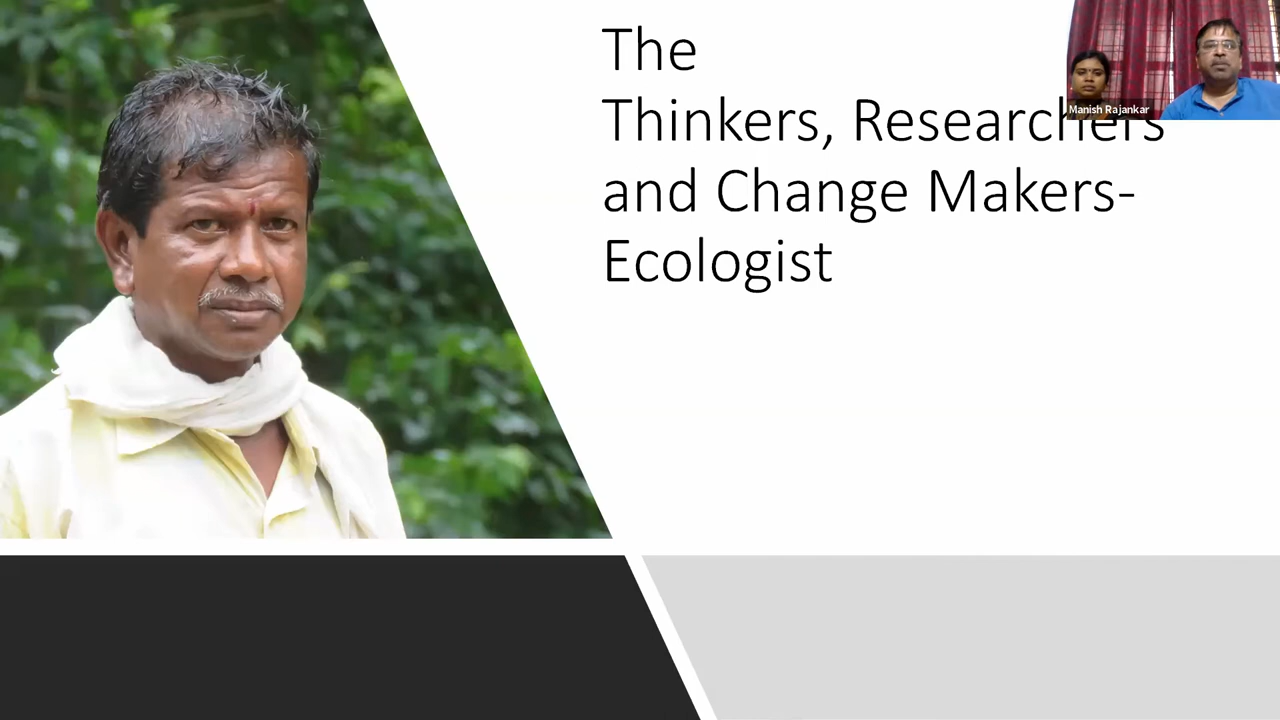 The
Thinkers, Researchers
and Change Makers-
Ecologist
Manish Rajankar